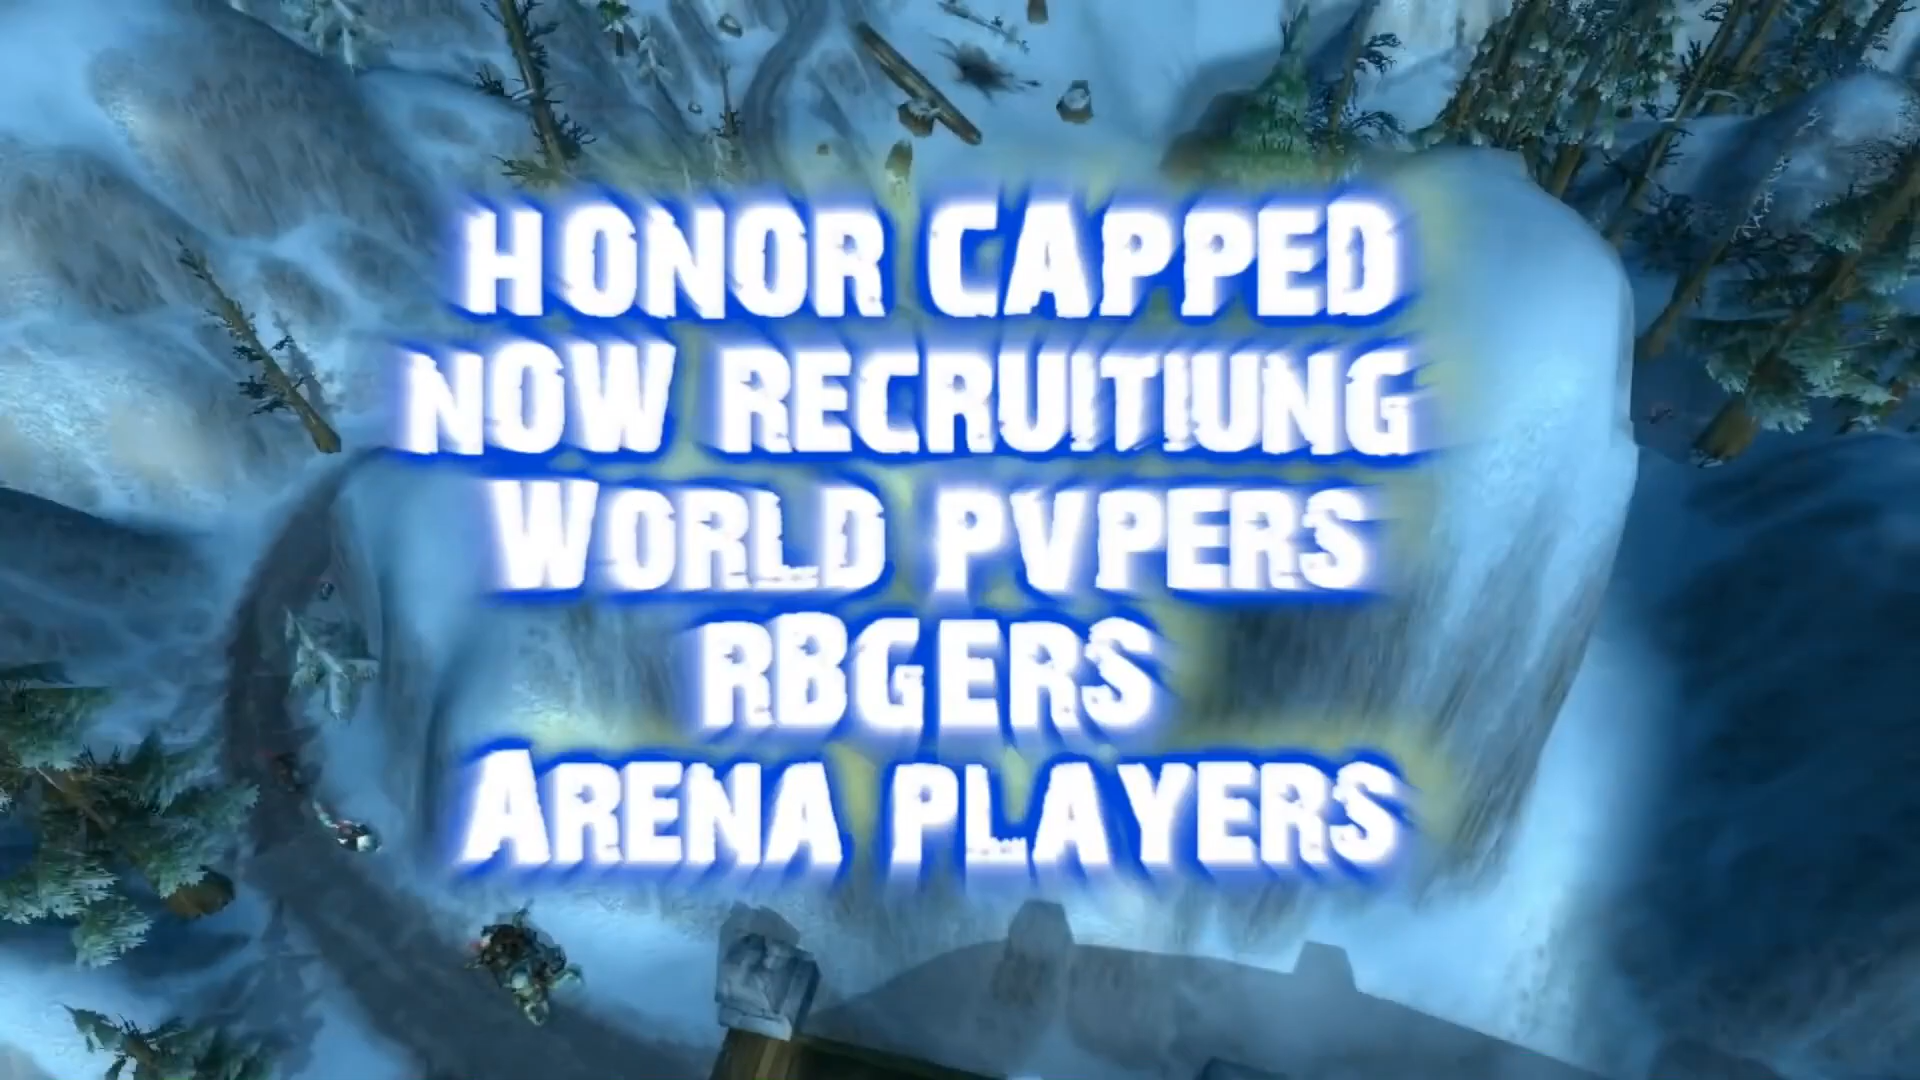 HONOR CAPPED
NOW RECRUITIUNG
WORLD PVPERS
RBGERS
ARENA PLAYERS